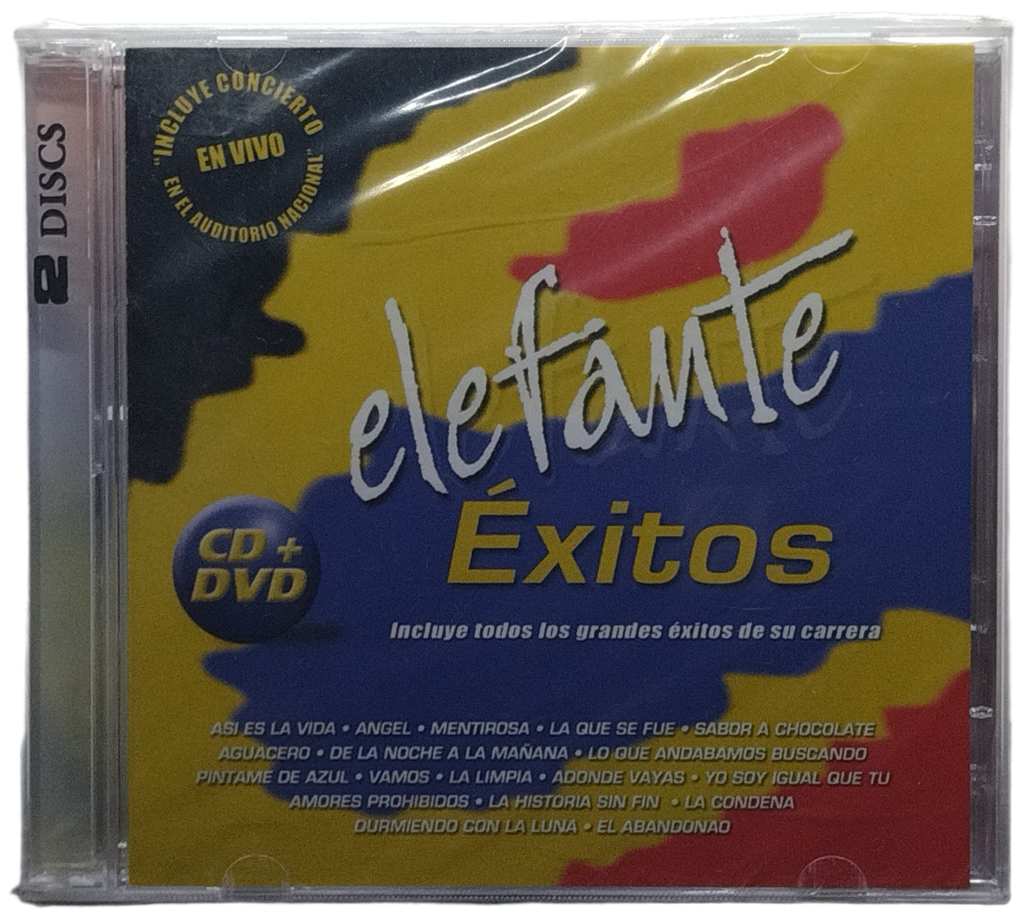 2 DISCS
"INCLUYE CONCIERTO
EN VIVO
EN EL AUDITORIO NACIONAL"
elefante
Éxitos
CD +
DVD
Incluye todos los grandes éxitos de su carrera
ASI ES LA VIDA • ANGEL • MENTIROSA • LA QUE SE FUE • SABOR A CHOCOLATE
AGUACERO • DE LA NOCHE A LA MAÑANA • LO QUE ANDABAMOS BUSCANDO
PINTAME DE AZUL • VAMOS • LA LIMPIA • ADONDE VAYAS • YO SOY IGUAL QUE TU
AMORES PROHIBIDOS • LA HISTORIA SIN FIN • LA CONDENA
DURMIENDO CON LA LUNA • EL ABANDONAO